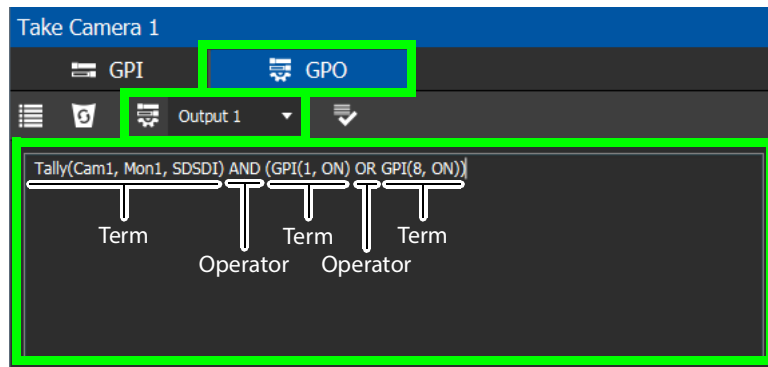 Take Camera 1
GPI
GPO
Output 1
Tally(Cam1, Mon1, SDSDI) AND (GPI(1, ON) OR GPI(8, ON))
Term
Term
Term
Operator
Operator